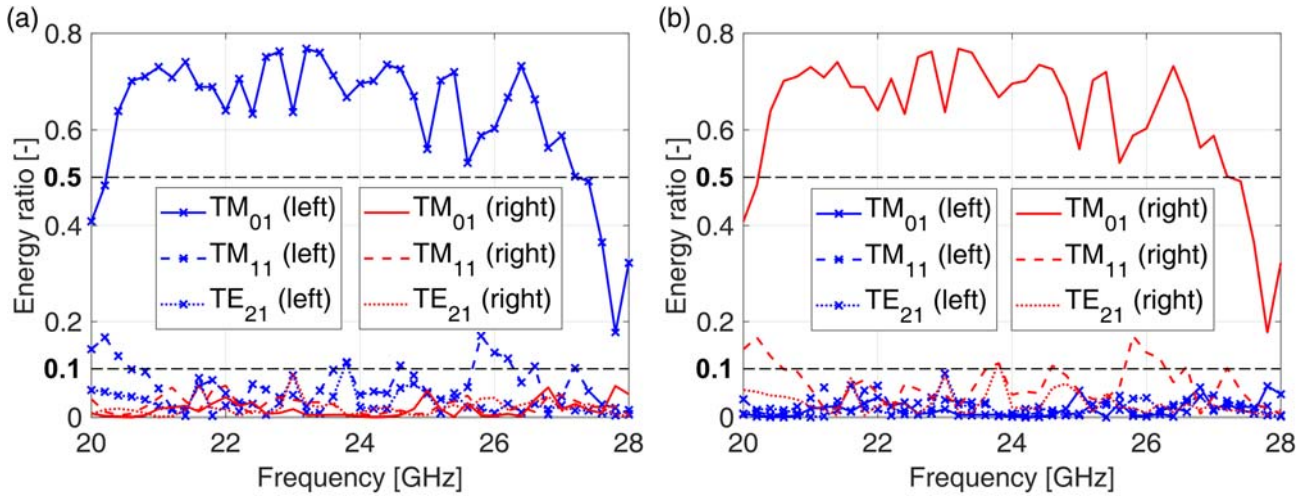 (a)
0.8
0.6
0.5
0.4
0.2
0.1
0
Energy ratio [-]
TM01 (left)
TM11 (left)
TE21 (left)
TM01 (right)
TM11 (right)
TE21 (right)
20 22 24 26 28
Frequency [GHz]
(b)
0.8
0.6
0.5
0.4
0.2
0.1
0
Energy ratio [-]
TM01 (left)
TM11 (left)
TE21 (left)
TM01 (right)
TM11 (right)
TE21 (right)
20 22 24 26 28
Frequency [GHz]